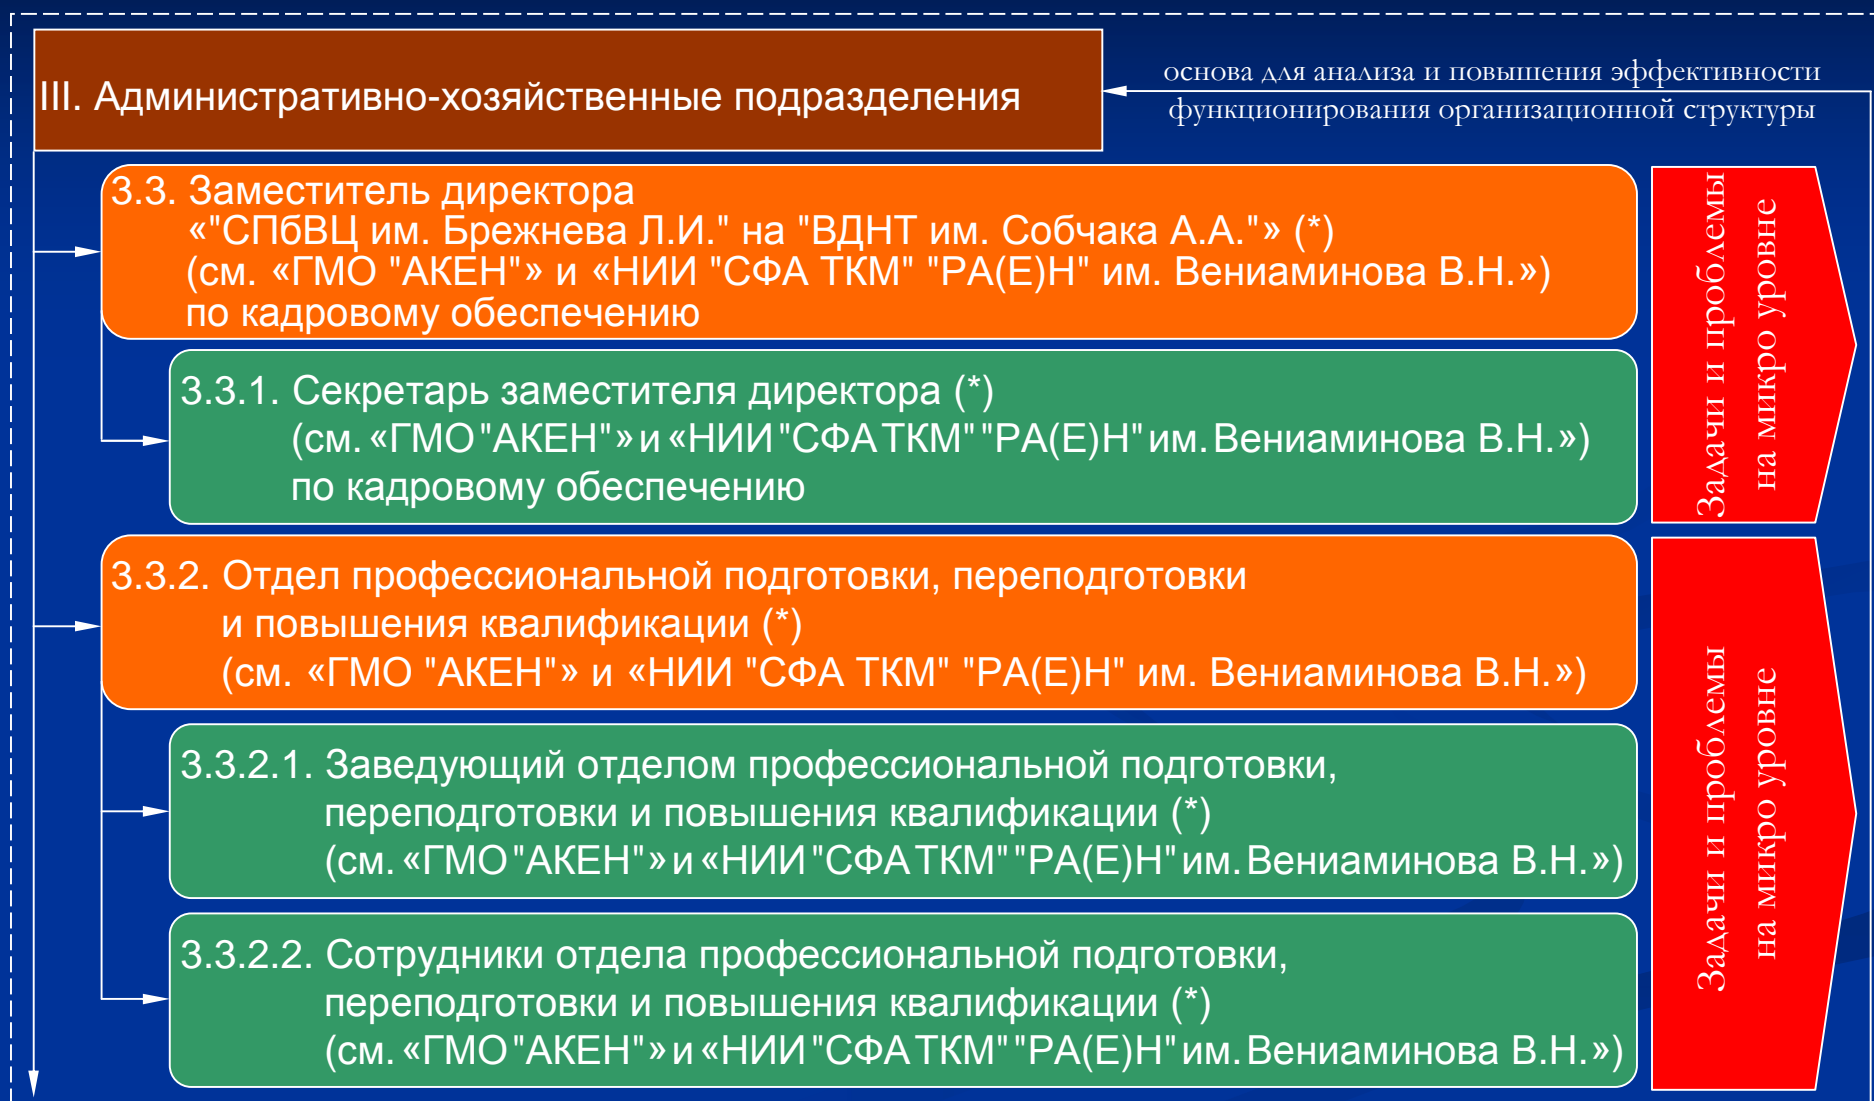 III. Административно-хозяйственные подразделения
основа для анализа и повышения эффективности
функционирования организационной структуры
3.3. Заместитель директора
«"СПбВЦ им. Брежнева Л.И." на "ВДНТ им. Собчака А.А."» (*)
(см. «ГМО "АКЕН"» и «НИИ "СФА ТКМ" "РА(Е)Н" им. Вениаминова В.Н.»)
по кадровому обеспечению
3.3.1. Секретарь заместителя директора (*)
(см. «ГМО "АКЕН"» и «НИИ "СФА ТКМ" "РА(Е)Н" им. Вениаминова В.Н.»)
по кадровому обеспечению
Задачи и проблемы
на микро уровне
3.3.2. Отдел профессиональной подготовки, переподготовки
и повышения квалификации (*)
(см. «ГМО "АКЕН"» и «НИИ "СФА ТКМ" "РА(Е)Н" им. Вениаминова В.Н.»)
3.3.2.1. Заведующий отделом профессиональной подготовки,
переподготовки и повышения квалификации (*)
(см. «ГМО "АКЕН"» и «НИИ "СФА ТКМ" "РА(Е)Н" им. Вениаминова В.Н.»)
3.3.2.2. Сотрудники отдела профессиональной подготовки,
переподготовки и повышения квалификации (*)
(см. «ГМО "АКЕН"» и «НИИ "СФА ТКМ" "РА(Е)Н" им. Вениаминова В.Н.»)
Задачи и проблемы
на микро уровне